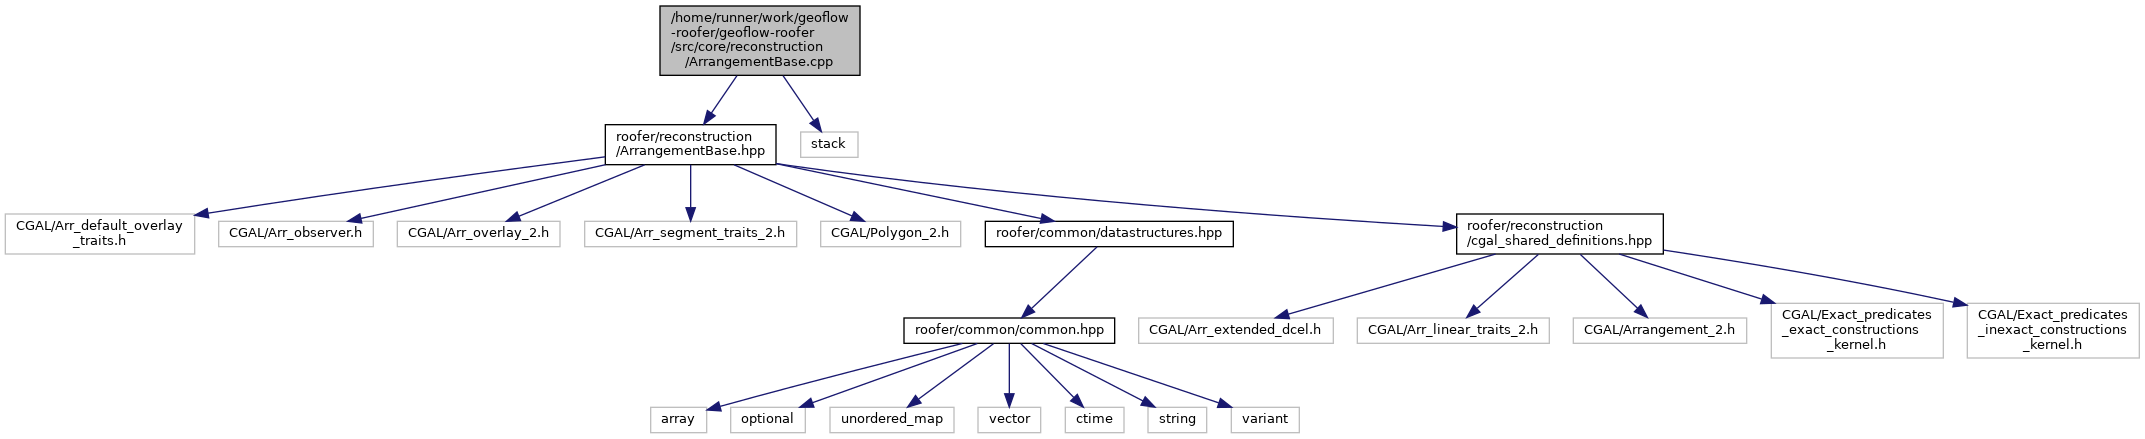 /home/runner/work/geoflow
-roofer/geoflow-roofer
/src/core/reconstruction
/ArrangementBase.cpp
roofer/reconstruction
/ArrangementBase.hpp
stack
CGAL/Arr_default_overlay
_traits.h
CGAL/Arr_observer.h
CGAL/Arr_overlay_2.h
CGAL/Arr_segment_traits_2.h
CGAL/Polygon_2.h
roofer/common/datastructures.hpp
roofer/reconstruction
/cgal_shared_definitions.hpp
roofer/common/common.hpp
CGAL/Arr_extended_dcel.h
CGAL/Arr_linear_traits_2.h
CGAL/Arrangement_2.h
CGAL/Exact_predicates
_exact_constructions
_kernel.h
CGAL/Exact_predicates
_inexact_constructions
_kernel.h
array
optional
unordered_map
vector
ctime
string
variant